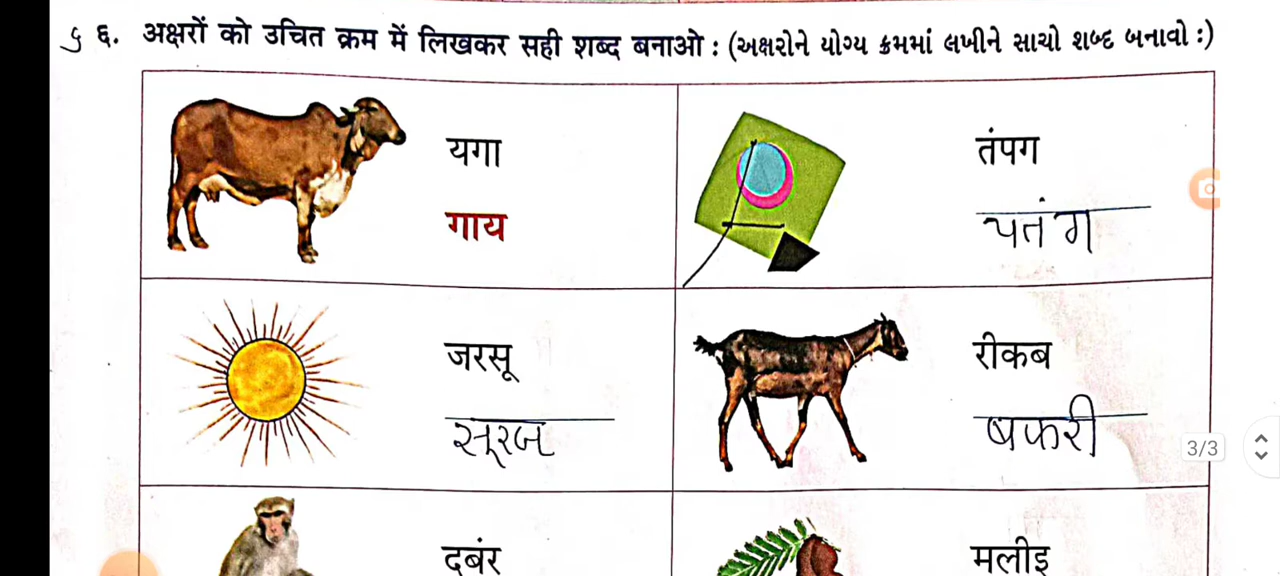 ६. अक्षरों को उचित क्रम में लिखकर सही शब्द बनाओ : (અક્ષરોને યોગ્ય ક્રમમાં લખીને સાચો શબ્દ બનાવો :)
यगा
गाय
तंपग
पतंग
जरसू
सूरज
रीकब
बकरी
3/3
दबंर
मलीइ